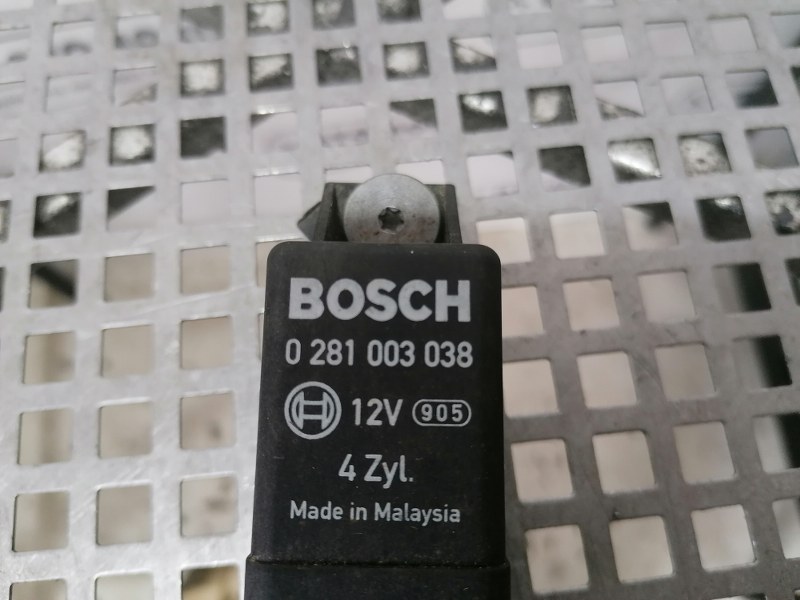 BOSCH
0 281 003 038
12V 905
4 Zyl.
Made in Malaysia